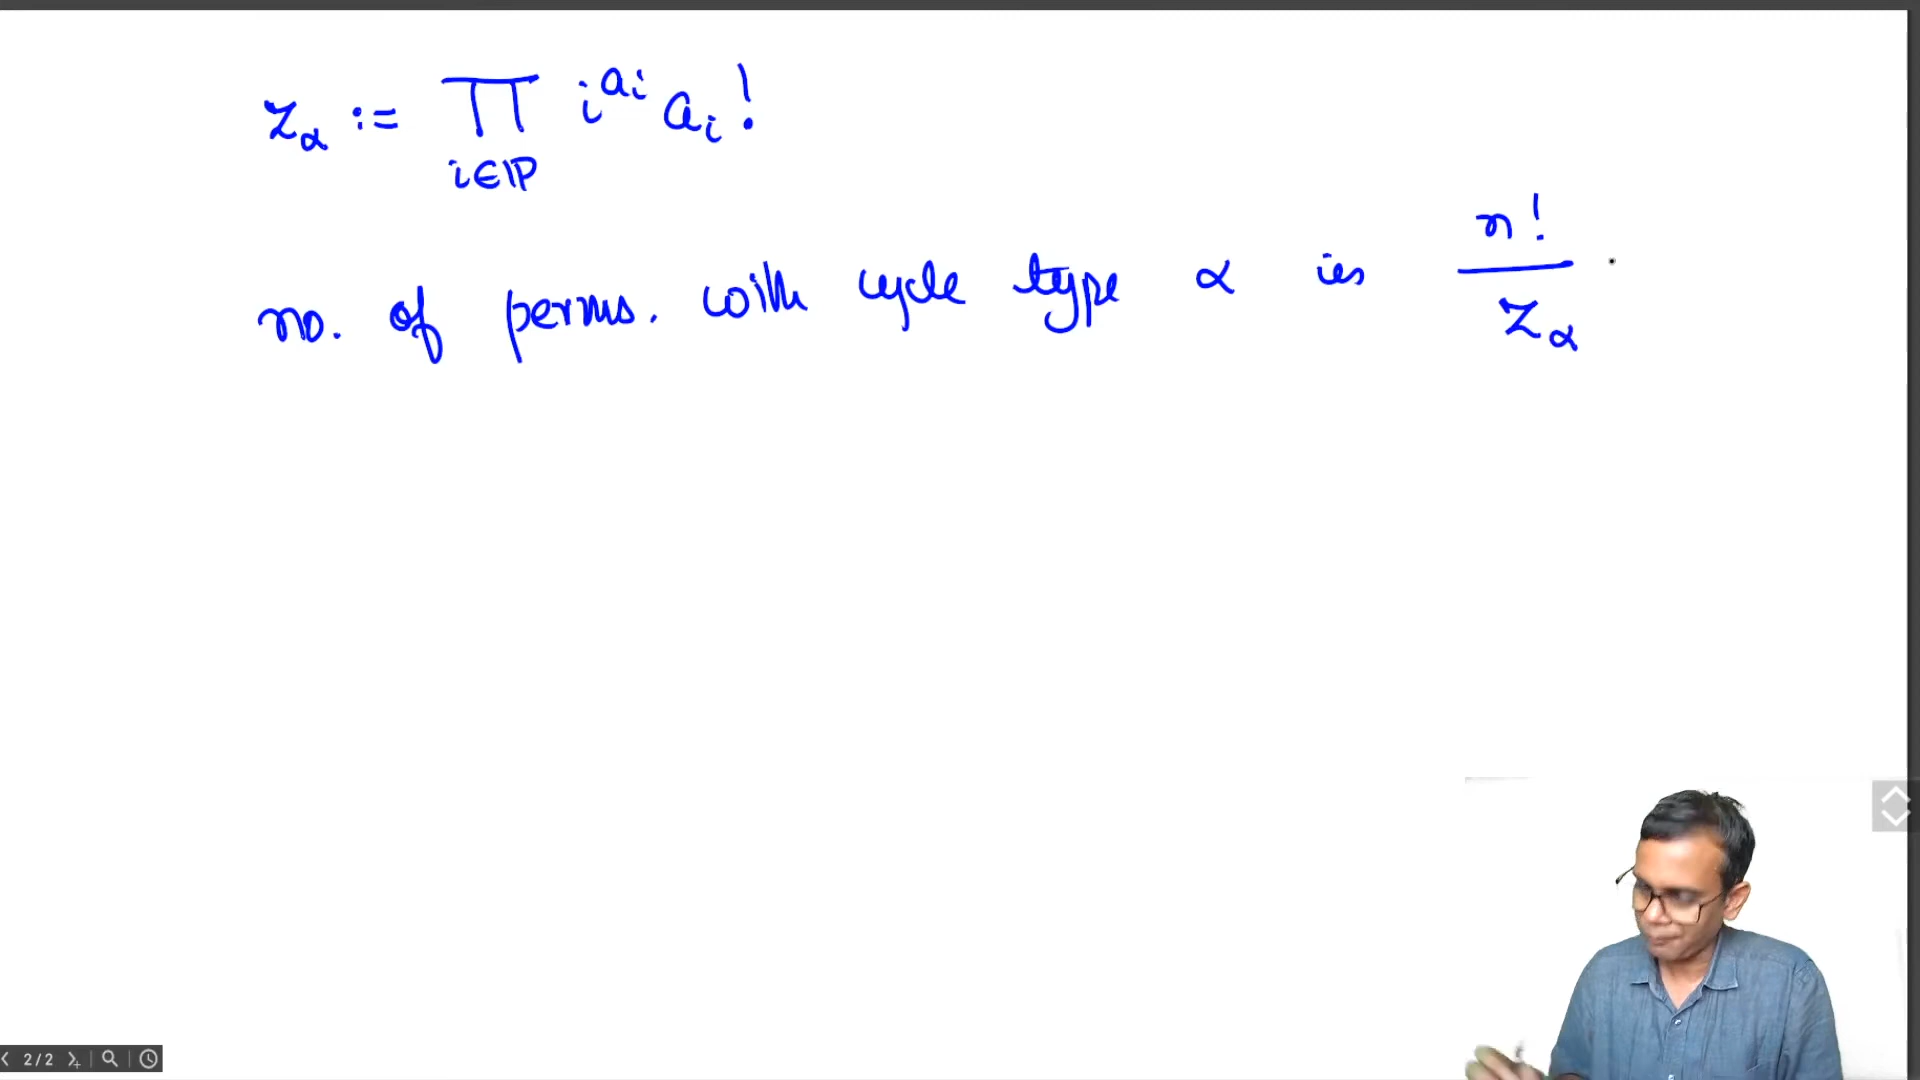 z_α := ∏_{i∈ℙ} i^{a_i} a_i!
no. of perms. with cycle type α is n!/z_α.
2/2